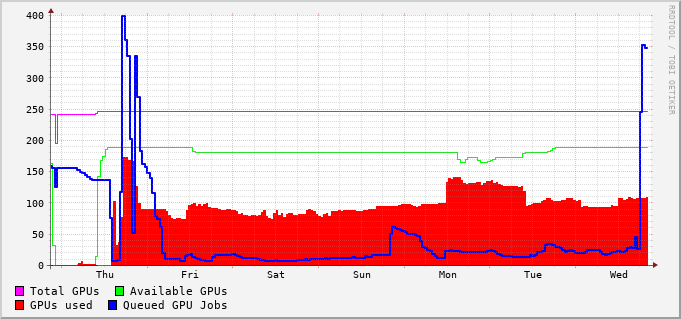 400
350
300
250
200
150
100
50
0
Thu Fri Sat Sun Mon Tue Wed
Total GPUs Available GPUs
GPUs used Queued GPU Jobs
RRDTOOL / TOBI OETIKER